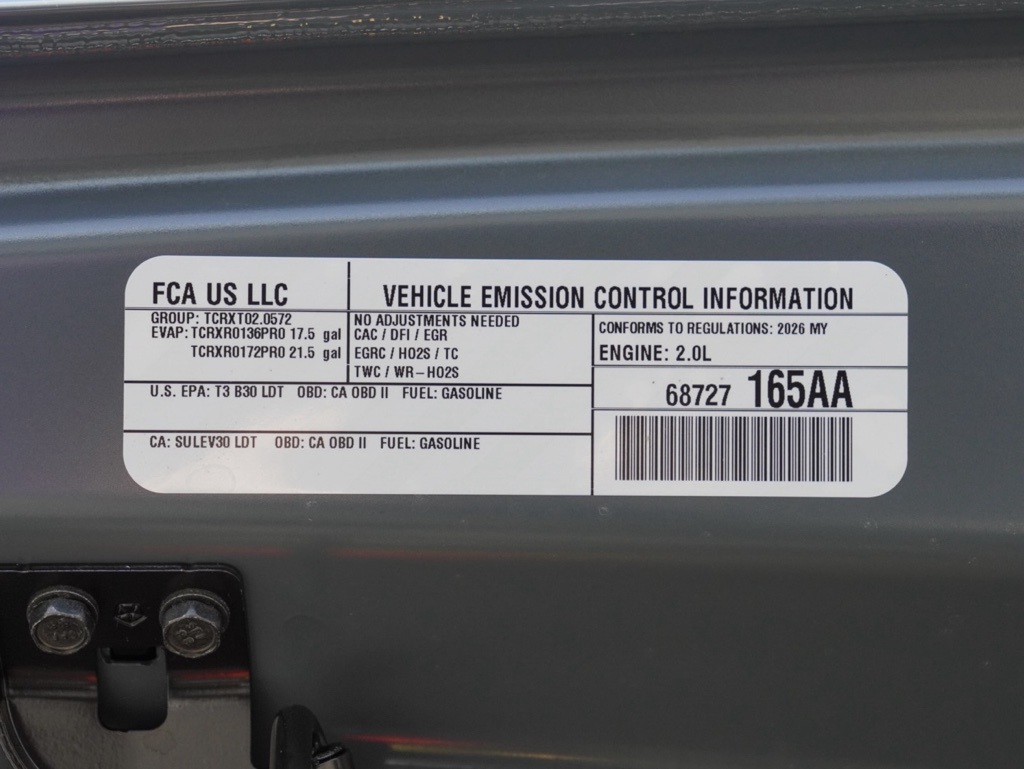 FCA US LLC
VEHICLE EMISSION CONTROL INFORMATION
GROUP: TCRXT02.0572
EVAP: TCRXR0136PR0 17.5 gal
TCRXR0172PR0 21.5 gal
NO ADJUSTMENTS NEEDED
CAC / DFI / EGR
EGRC / HO2S / TC
TWC / WR-HO2S
CONFORMS TO REGULATIONS: 2026 MY
ENGINE: 2.0L
U.S. EPA: T3 B30 LDT OBD: CA OBD II FUEL: GASOLINE
68727 165AA
CA: SULEV30 LDT OBD: CA OBD II FUEL: GASOLINE